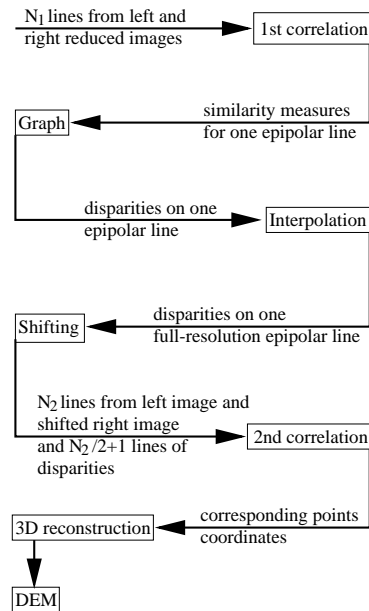 N1 lines from left and
right reduced images
1st correlation
similarity measures
for one epipolar line
Graph
disparities on one
epipolar line
Interpolation
disparities on one
full-resolution epipolar line
Shifting
N2 lines from left image and
shifted right image
and N2/2+1 lines of
disparities
2nd correlation
corresponding points
coordinates
3D reconstruction
DEM